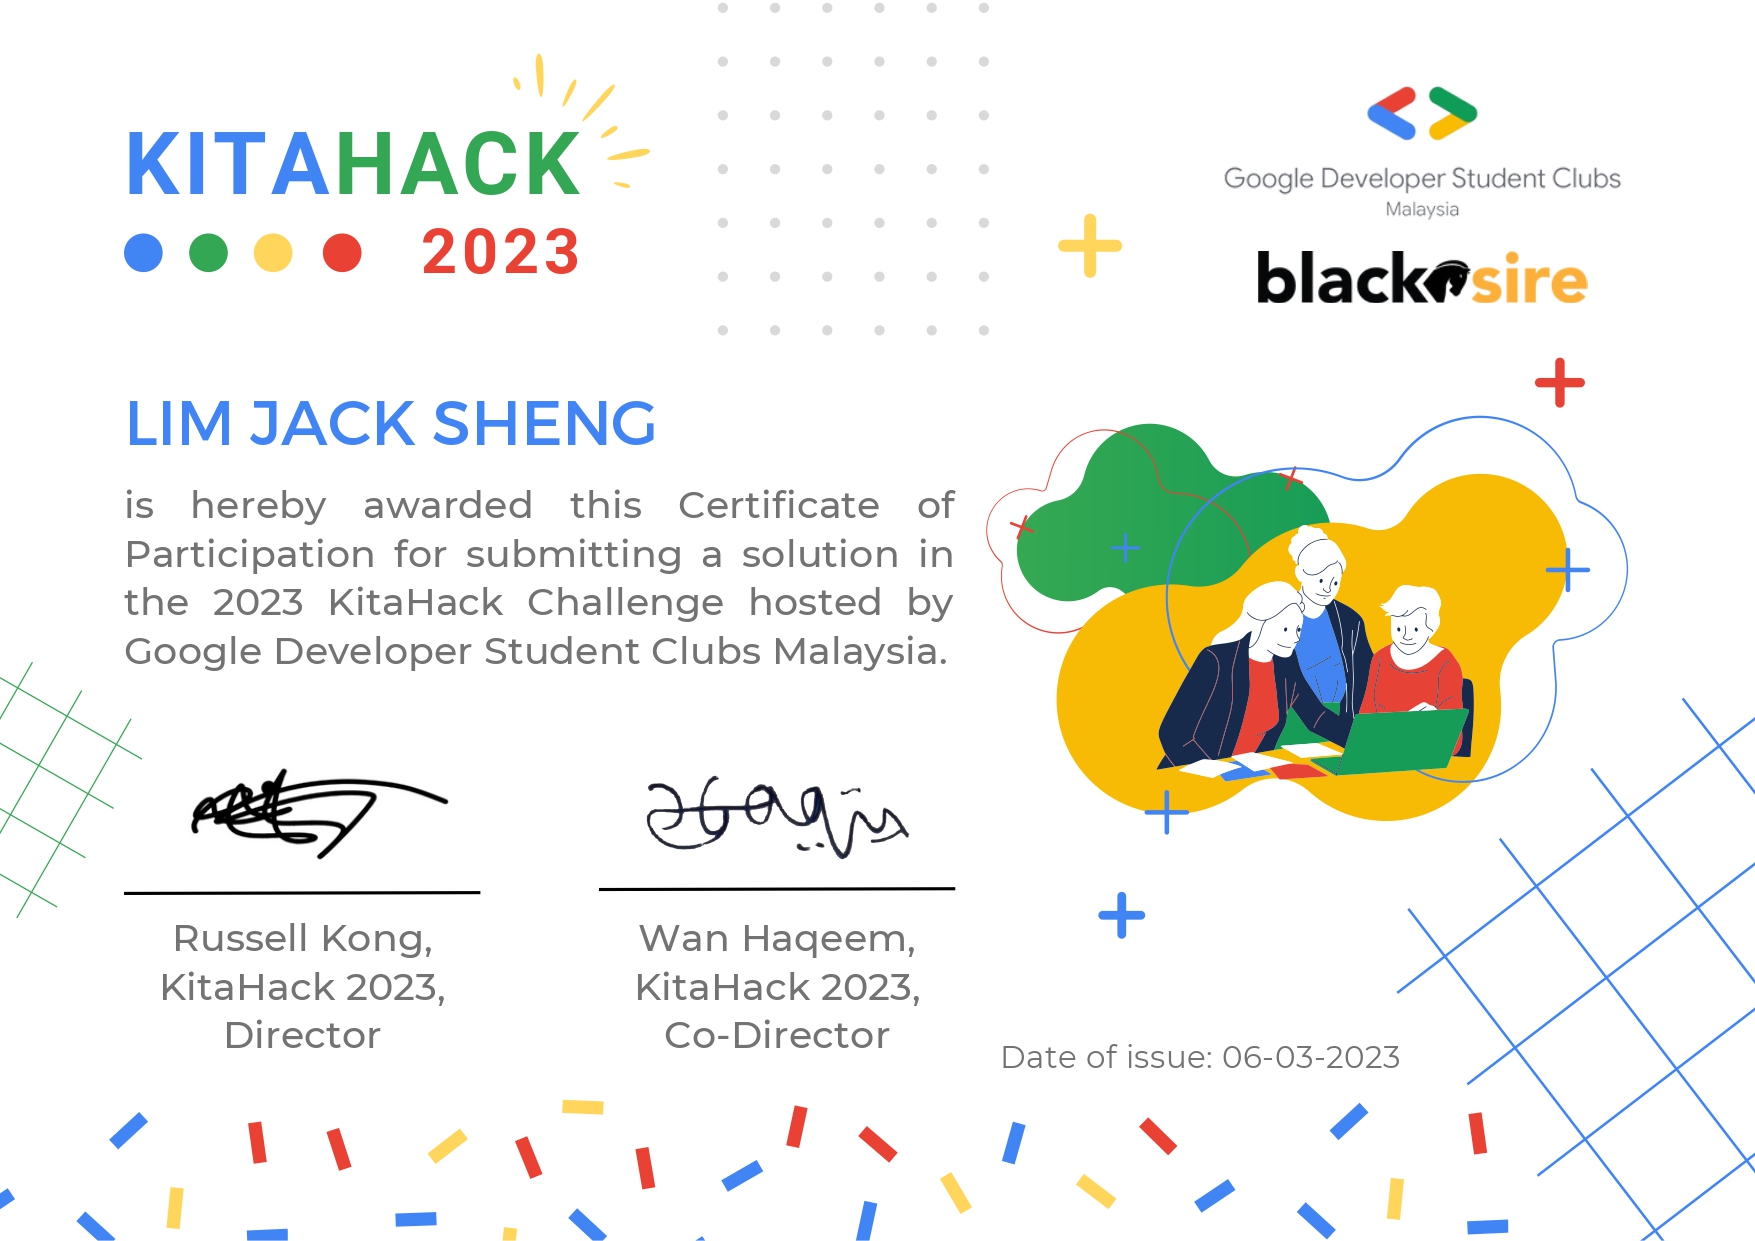 KITAHACK
2023
Google Developer Student Clubs
Malaysia
blacksire
LIM JACK SHENG
is hereby awarded this Certificate of
Participation for submitting a solution in
the 2023 KitaHack Challenge hosted by
Google Developer Student Clubs Malaysia.
Russell Kong,
KitaHack 2023,
Director
Wan Haqeem,
KitaHack 2023,
Co-Director
Date of issue: 06-03-2023